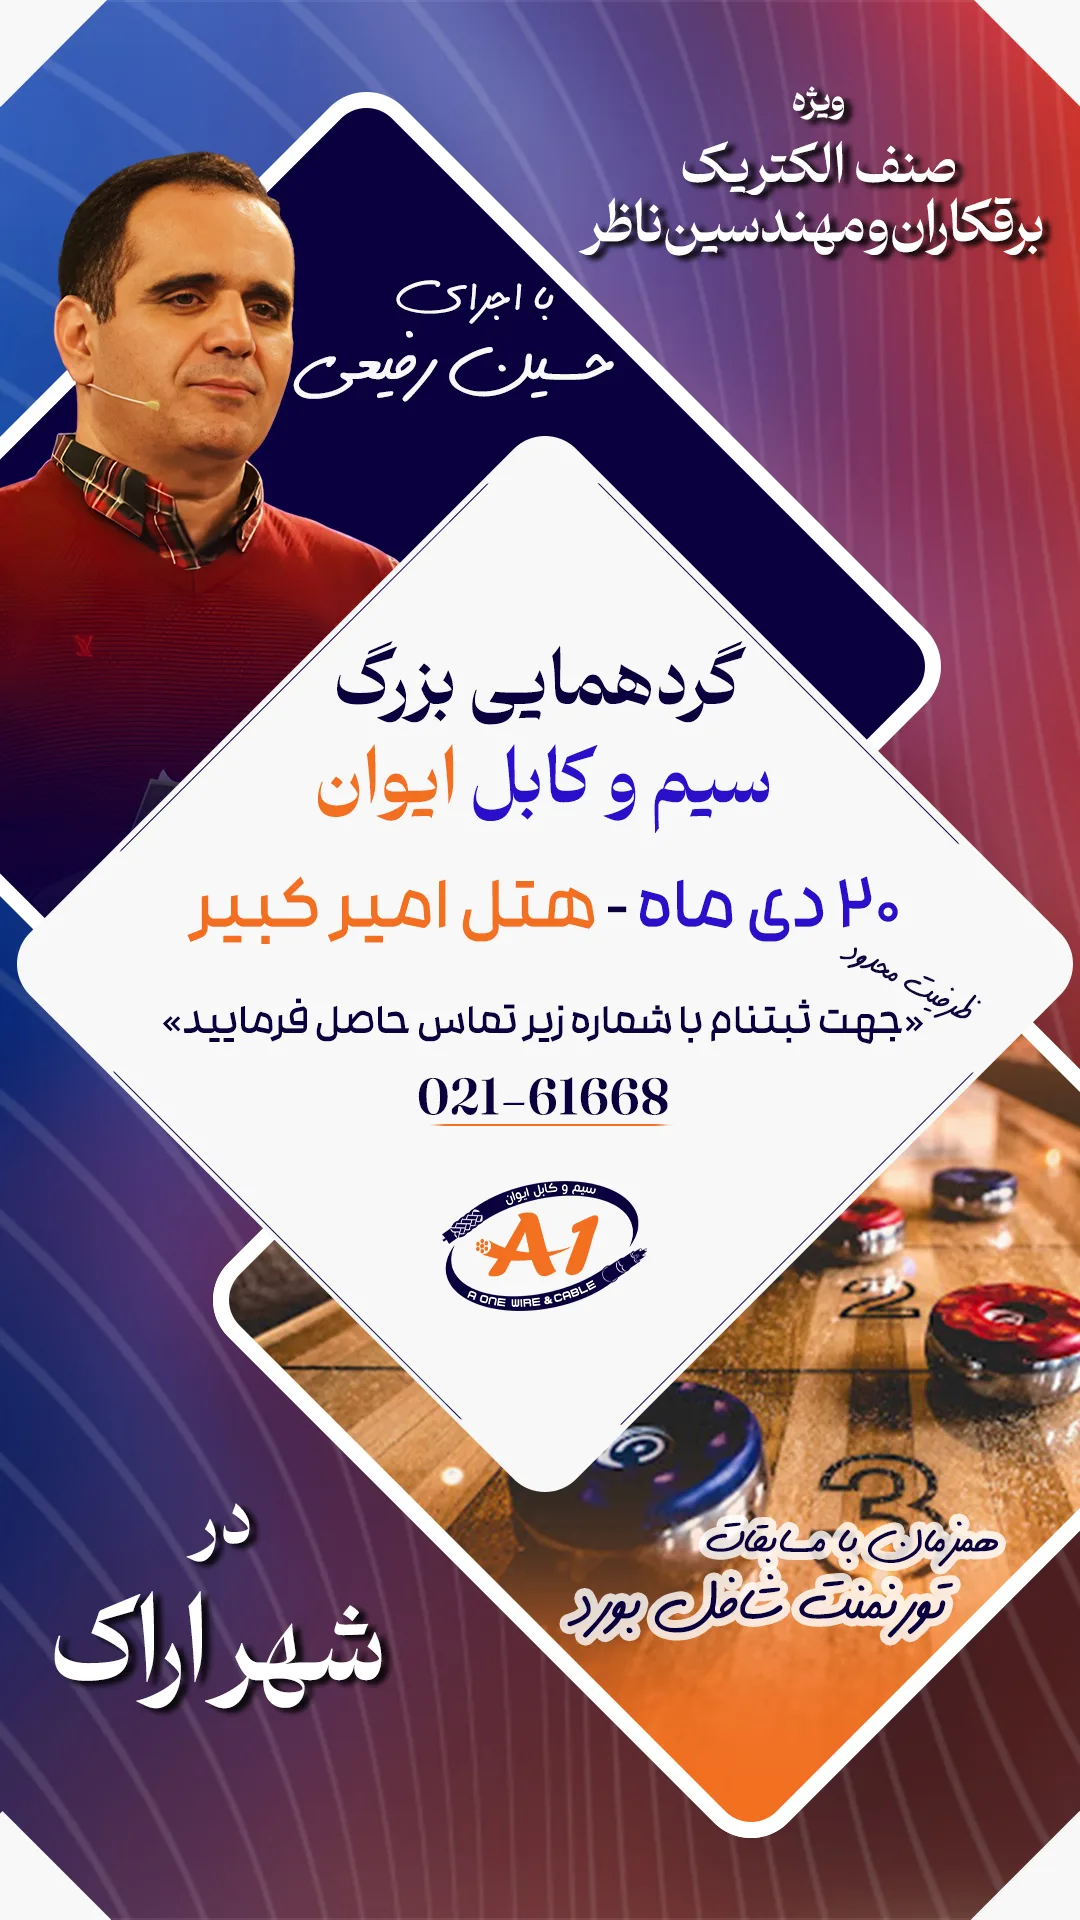 ویژه
صنف الکتریک
برقکاران و مهندسین ناظر
با اجرای
حسین رفیعی
گردهمایی بزرگ
سیم و کابل ایوان
۲۰ دی ماه - هتل امیر کبیر
ظرفیت محدود
«جهت ثبتنام با شماره زیر تماس حاصل فرمایید»
021-61668
سیم و کابل ایوان
A1
A ONE WIRE & CABLE
2
3
همزمان با مسابقات
تورنمنت شافل بورد
در
شهر اراک